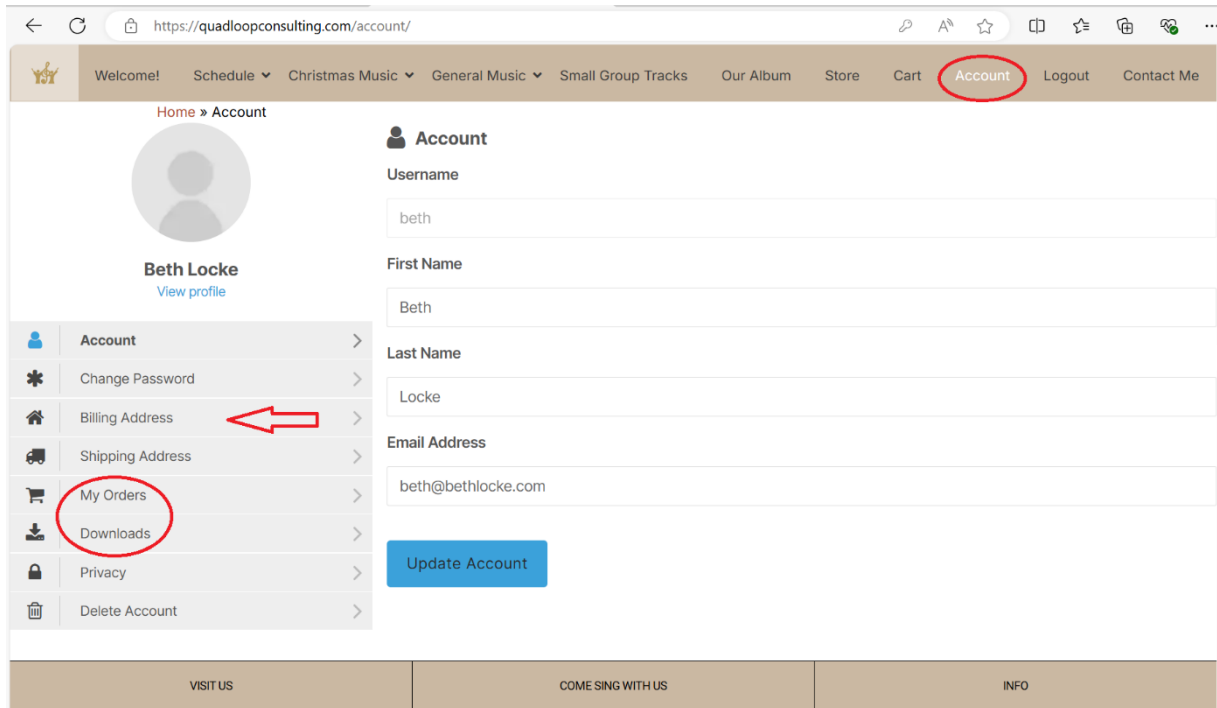 https://quadloopconsulting.com/account/
Welcome! Schedule Christmas Music General Music Small Group Tracks Our Album Store Cart Account Logout Contact Me
Home » Account
Beth Locke
View profile
Account
Change Password
Billing Address
Shipping Address
My Orders
Downloads
Privacy
Delete Account
Account
Username
beth
First Name
Beth
Last Name
Locke
Email Address
beth@bethlocke.com
Update Account
VISIT US COME SING WITH US INFO